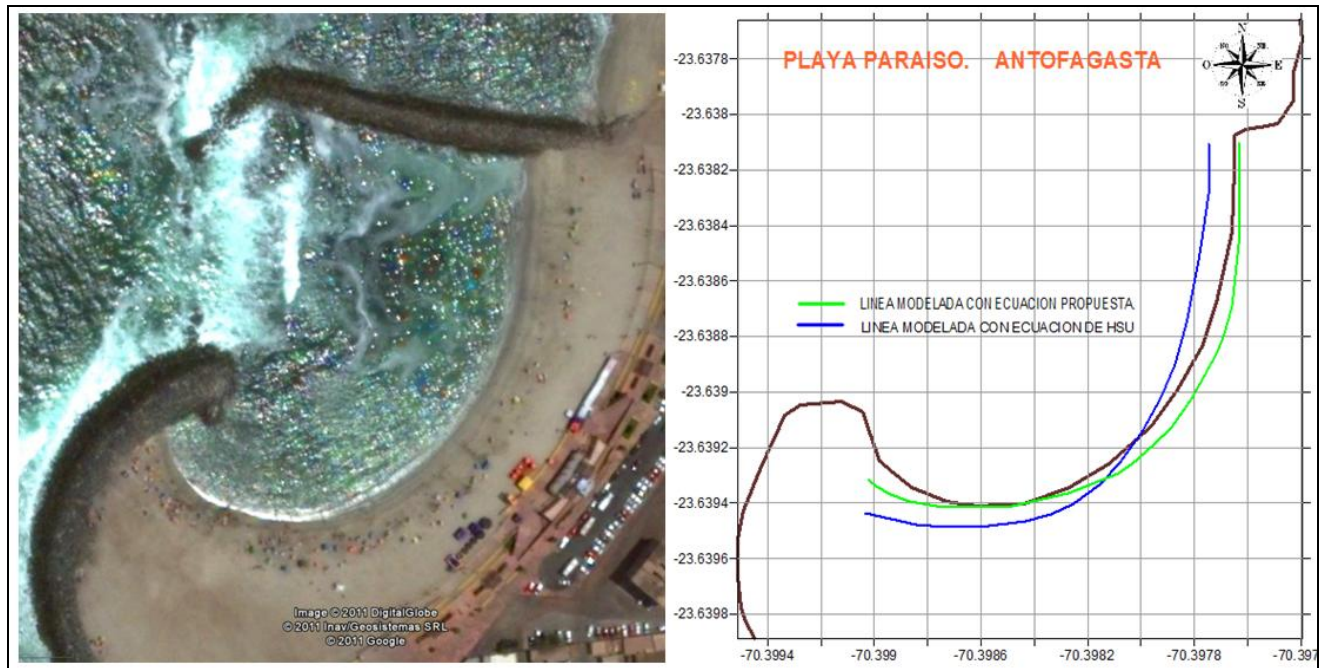 Image © 2011 DigitalGlobe
© 2011 Inav/Geosistemas SRL
© 2011 Google
PLAYA PARAISO. ANTOFAGASTA
N
O E
S
-23.6378
-23.638
-23.6382
-23.6384
-23.6386
-23.6388
-23.639
-23.6392
-23.6394
-23.6396
-23.6398
LINEA MODELADA CON ECUACION PROPUESTA.
LINEA MODELADA CON ECUACION DE HSU
-70.3994 -70.399 -70.3986 -70.3982 -70.3978 -70.397